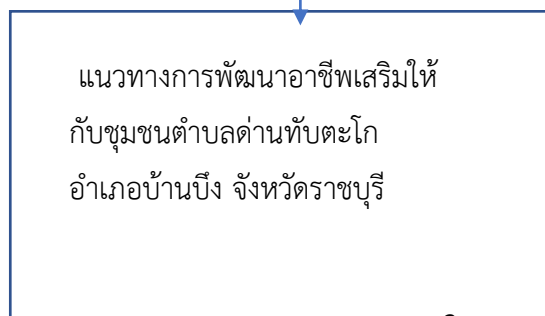 แนวทางการพัฒนาอาชีพเสริมให้
กับชุมชนตำบลด่านทับตะโก
อำเภอบ้านบึง จังหวัดราชบุรี